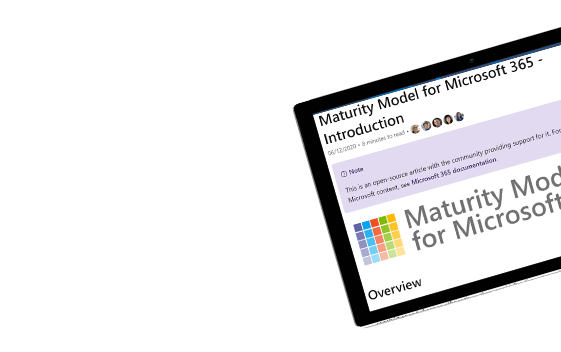 Maturity Model for Microsoft 365 -
Introduction
06/12/2020 • 8 minutes to read •
Note
This is an open-source article with the community providing support for it. For
Microsoft content, see Microsoft 365 documentation.
Maturity Mod
for Microsoft
Overview